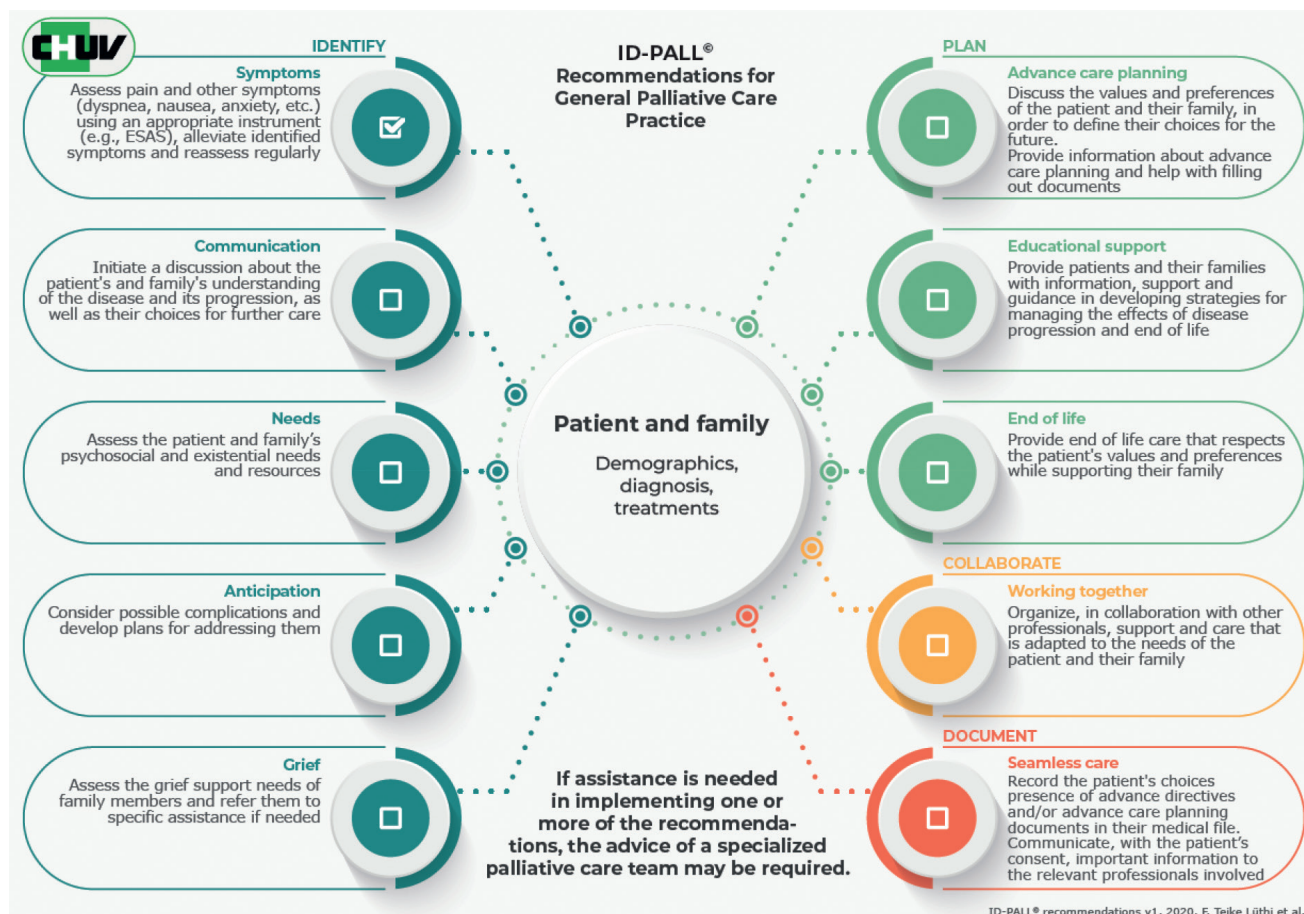 CHUV
IDENTIFY
Symptoms
Assess pain and other symptoms
(dyspnea, nausea, anxiety, etc.)
using an appropriate instrument
(e.g., ESAS), alleviate identified
symptoms and reassess regularly
Communication
Initiate a discussion about the
patient's and family's understanding
of the disease and its progression, as
well as their choices for further care
Needs
Assess the patient and family’s
psychosocial and existential needs
and resources
Anticipation
Consider possible complications and
develop plans for addressing them
Grief
Assess the grief support needs of
family members and refer them to
specific assistance if needed
ID-PALL©
Recommendations for
General Palliative Care
Practice
Patient and family
Demographics,
diagnosis,
treatments
If assistance is needed
in implementing one or
more of the recommenda-
tions, the advice of a specialized
palliative care team may be required.
PLAN
Advance care planning
Discuss the values and preferences
of the patient and their family, in
order to define their choices for the
future.
Provide information about advance
care planning and help with filling
out documents
Educational support
Provide patients and their families
with information, support and
guidance in developing strategies for
managing the effects of disease
progression and end of life
End of life
Provide end of life care that respects
the patient's values and preferences
while supporting their family
COLLABORATE
Working together
Organize, in collaboration with other
professionals, support and care that
is adapted to the needs of the
patient and their family
DOCUMENT
Seamless care
Record the patient's choices
presence of advance directives
and/or advance care planning
documents in their medical file.
Communicate, with the patient’s
consent, important information to
the relevant professionals involved
ID-PALL© recommendations v1, 2020, F. Teike Lüthi et al.